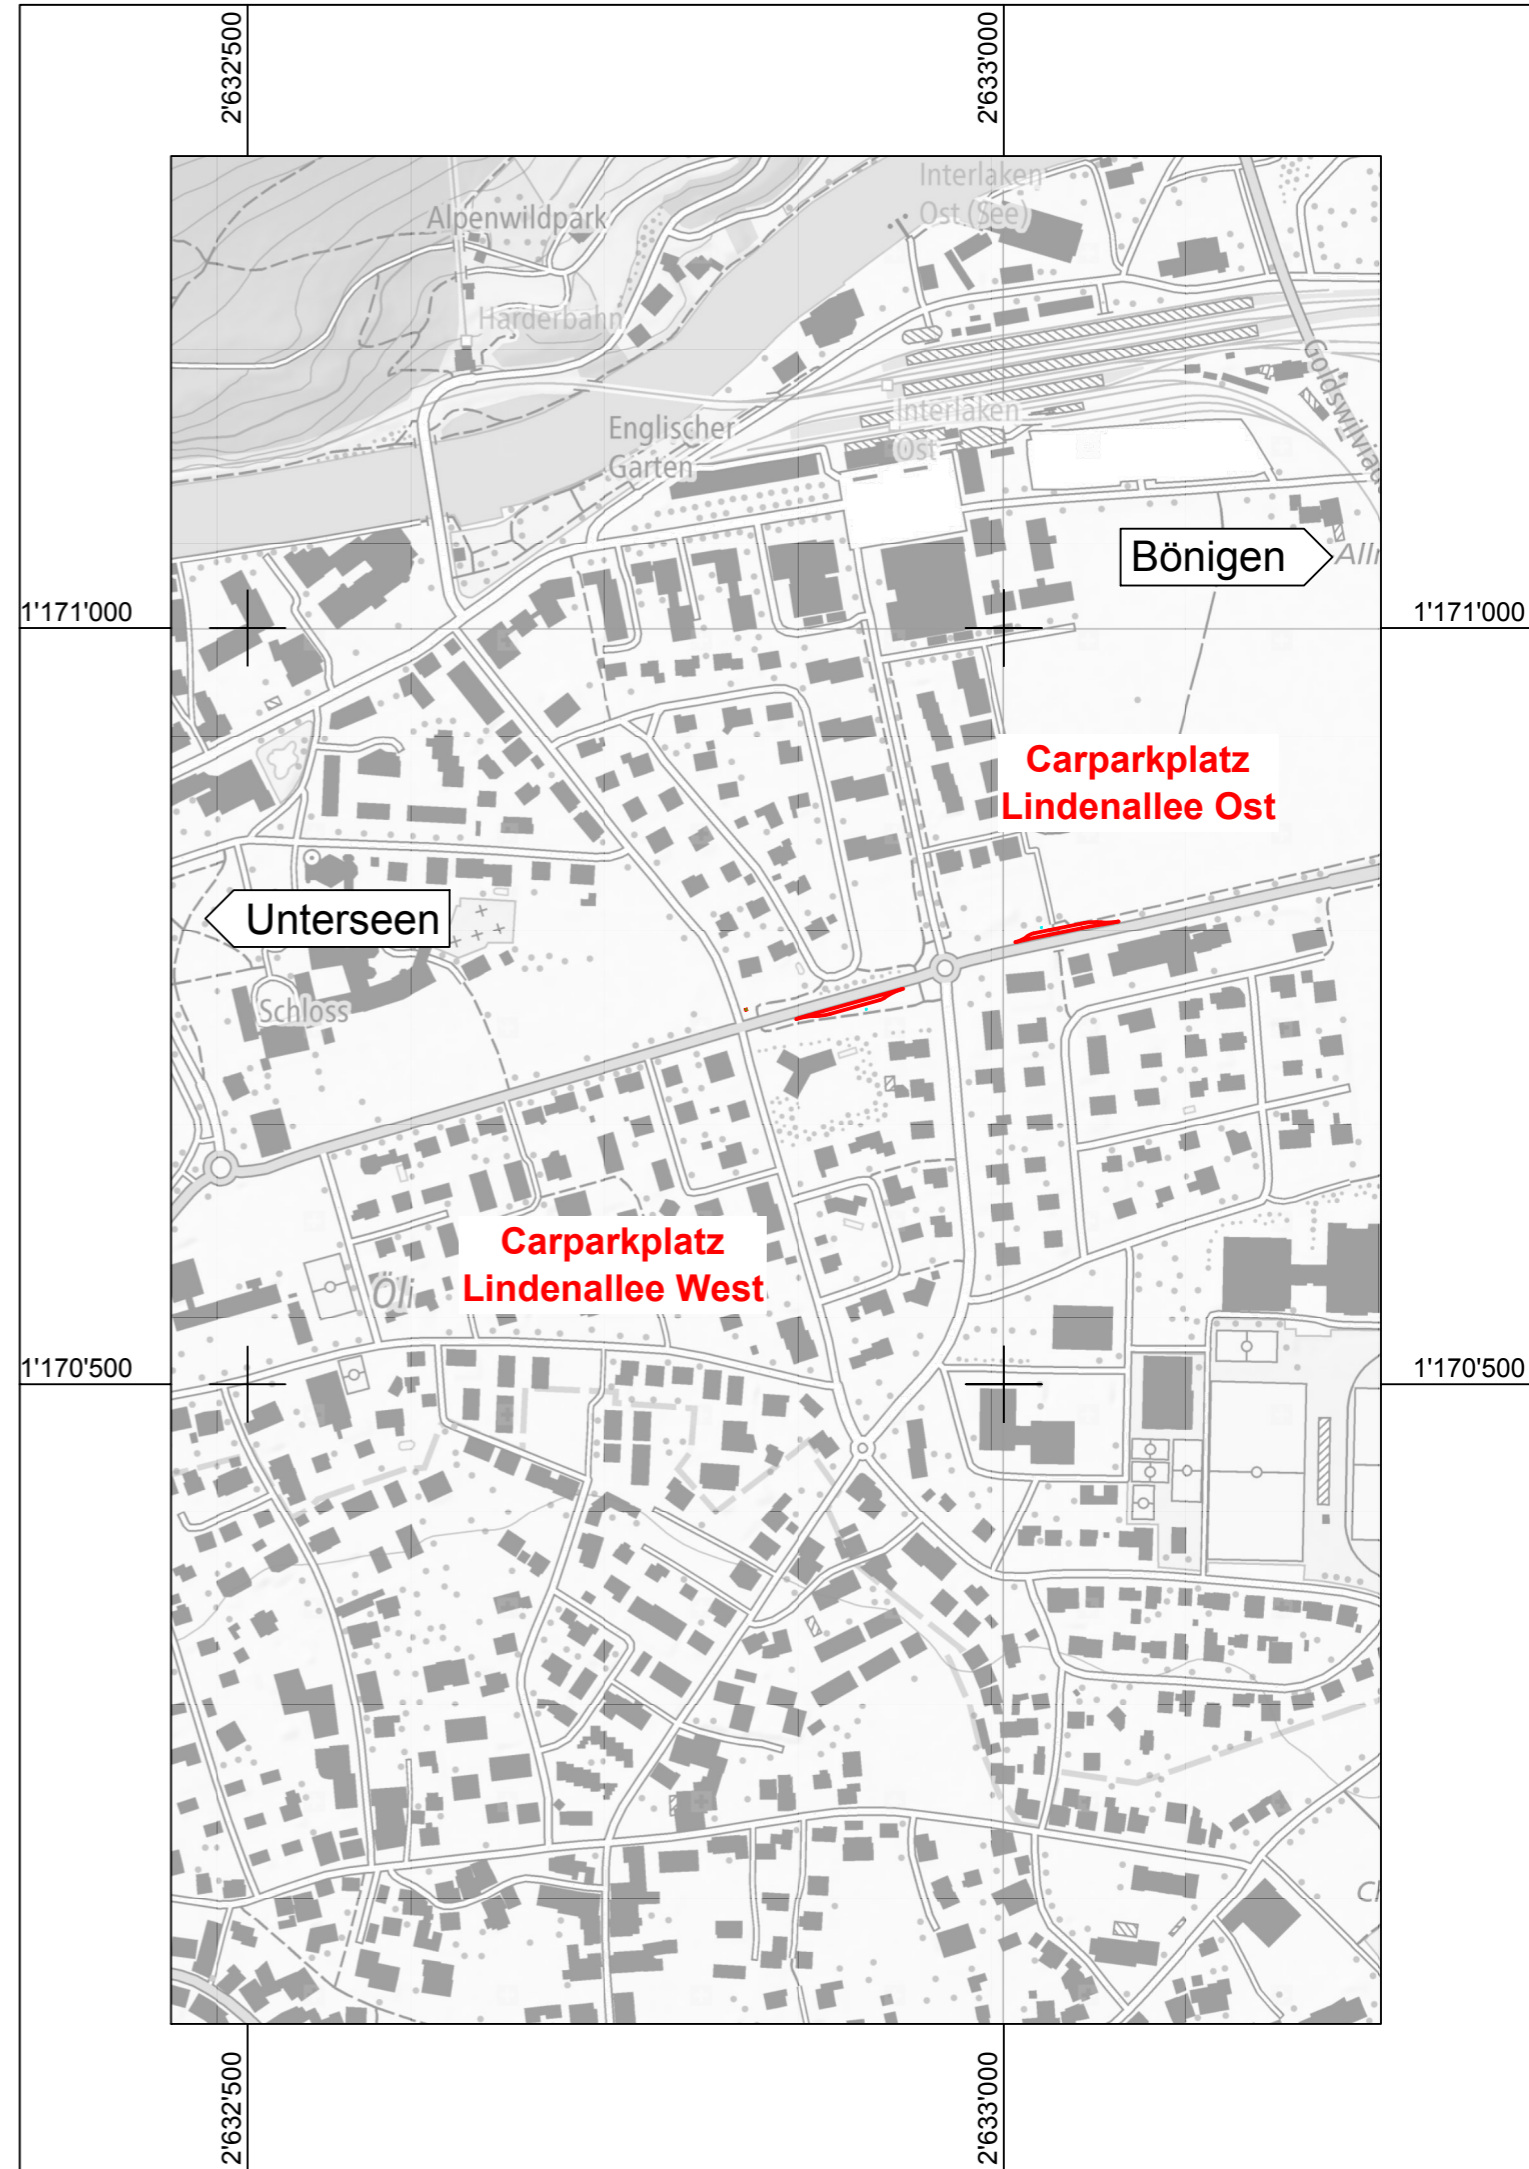 2'632'500
2'633'000
Interlaken
Ost (See)
Alpenwildpark
Harderbahn
Interlaken
Ost
Englischer
Garten
Bönigen
1'171'000
1'171'000
Carparkplatz
Lindenallee Ost
Unterseen
Schloss
Carparkplatz
Lindenallee West
Öli
1'170'500
1'170'500
2'632'500
2'633'000